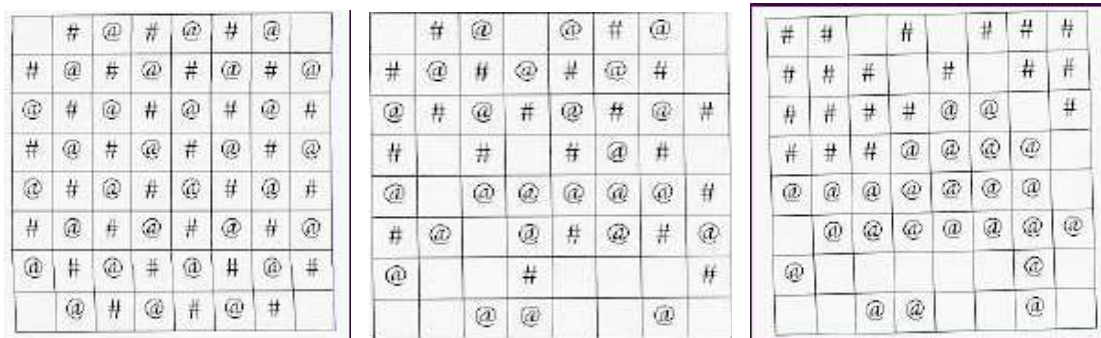 # @ # @ # @
# @ # @ # @ # @
@ # @ # @ # @ #
# @ # @ # @ # @
@ # @ # @ # @ #
# @ # @ # @ # @
@ # @ # @ # @ #
@ # @ # @ #
# @ @ # @
# @ # @ # @ #
@ # @ # @ # @ #
# # # @ #
@ @ @ @ @ @ #
# @ @ # @ # @
@ # #
@ @ @
# # # # # #
# # # # # #
# # # # @ @ #
# # # @ @ @ @
@ @ @ @ @ @ @
@ @ @ @ @ @ @
@ @
@ @ @